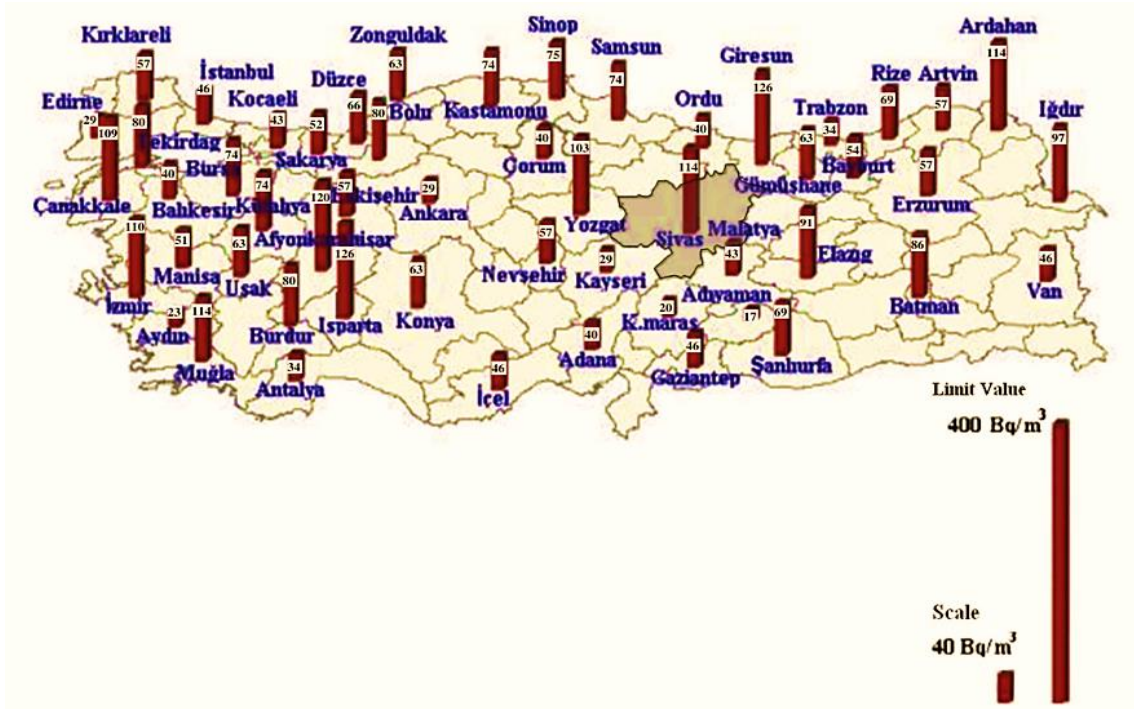 Kırklareli
57
İstanbul
46
Düzce
66
Zonguldak
63
74
Kastamonu
Sinop
75
Samsun
74
Giresun
126
Ardahan
114
Edirne
29
109
80
Tekirdag
Kocaeli
43
52
Sakarya
80
Bolu
Ordu
40
Trabzon
34
63
54
Bayburt
Rize
69
Artvin
57
Iğdır
97
Çanakkale
40
Balıkesir
Bursa
74
74
Kütahya
57
Eskişehir
29
Ankara
40
Çorum
103
Yozgat
114
Sivas
Gümüşhane
57
Erzurum
110
İzmir
51
Manisa
63
Uşak
120
Afyonkarahisar
126
Isparta
80
Burdur
63
Konya
57
Nevşehir
29
Kayseri
Malatya
43
91
Elazıg
86
Batman
46
Van
23
Aydın
114
Muğla
34
Antalya
46
İçel
40
Adana
20
K.maraş
Adıyaman
17
46
Gaziantep
69
Şanlıurfa
Limit Value
400 Bq/m³
Scale
40 Bq/m³